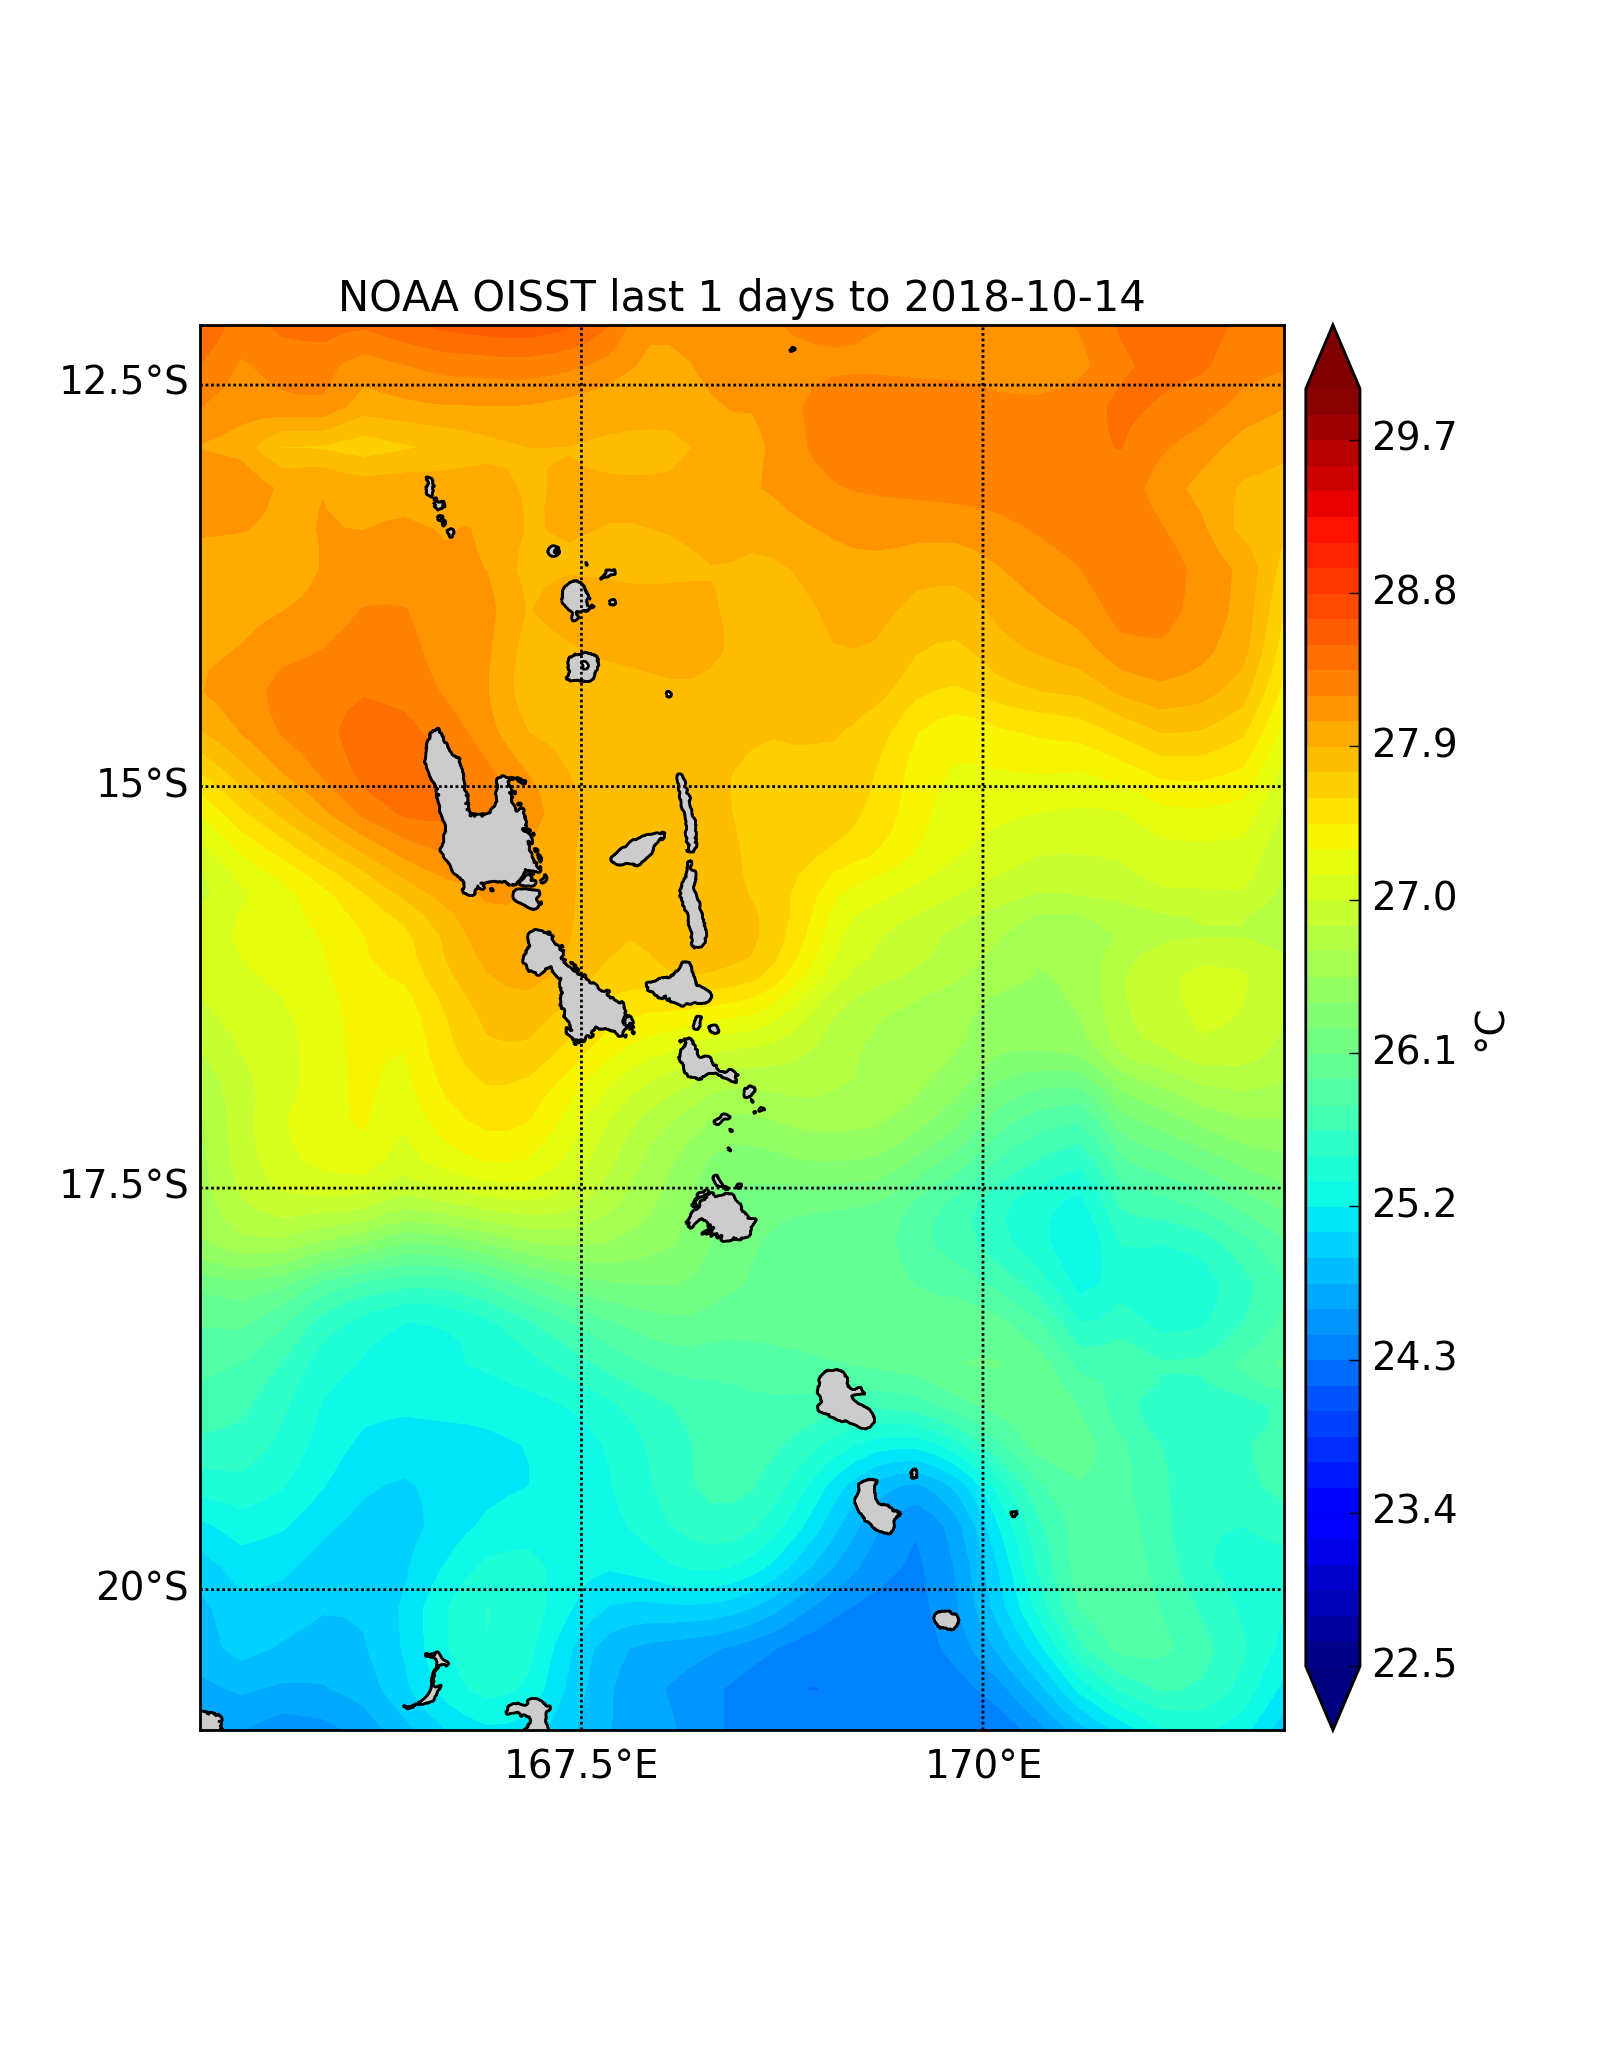 NOAA OISST last 1 days to 2018-10-14
12.5°S
15°S
17.5°S
20°S
167.5°E
170°E
29.7
28.8
27.9
27.0
26.1
25.2
24.3
23.4
22.5
°C